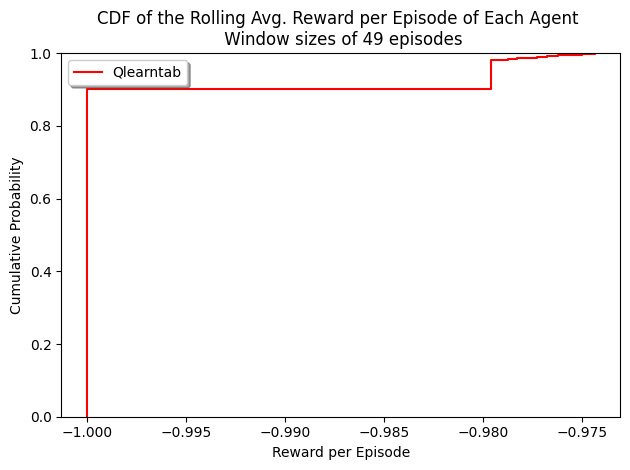 CDF of the Rolling Avg. Reward per Episode of Each Agent
Window sizes of 49 episodes
Qlearntab
1.0
0.8
0.6
0.4
0.2
0.0
Cumulative Probability
−1.000 −0.995 −0.990 −0.985 −0.980 −0.975
Reward per Episode